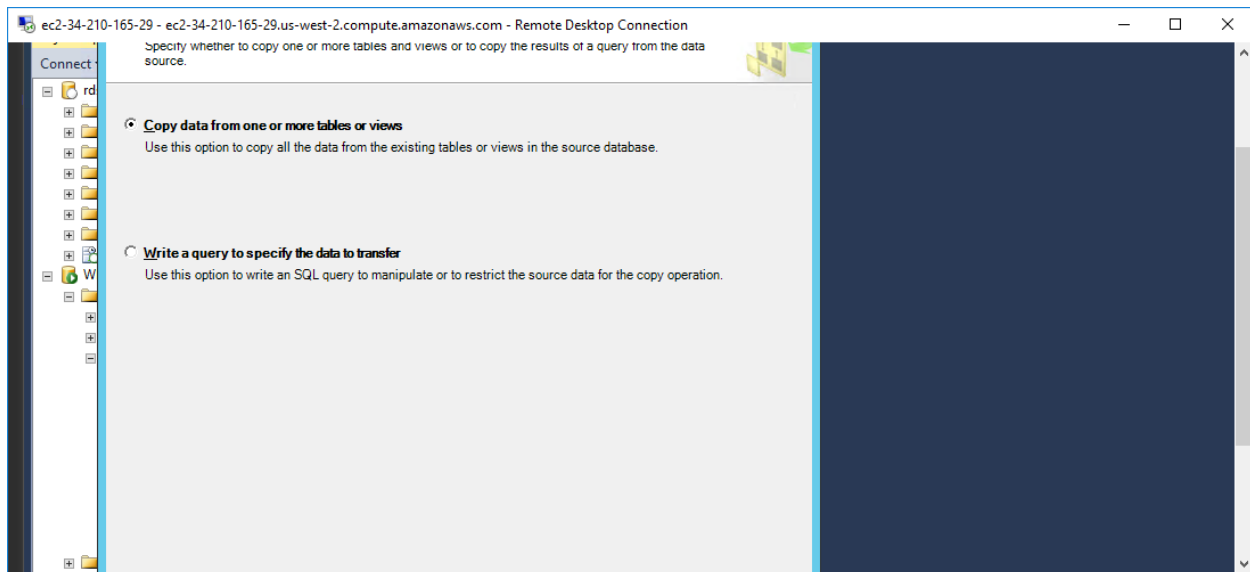 ec2-34-210-165-29 - ec2-34-210-165-29.us-west-2.compute.amazonaws.com - Remote Desktop Connection
Specify whether to copy one or more tables and views or to copy the results of a query from the data
source.
Connect
rd
Copy data from one or more tables or views
Use this option to copy all the data from the existing tables or views in the source database.
Write a query to specify the data to transfer
W
Use this option to write an SQL query to manipulate or to restrict the source data for the copy operation.